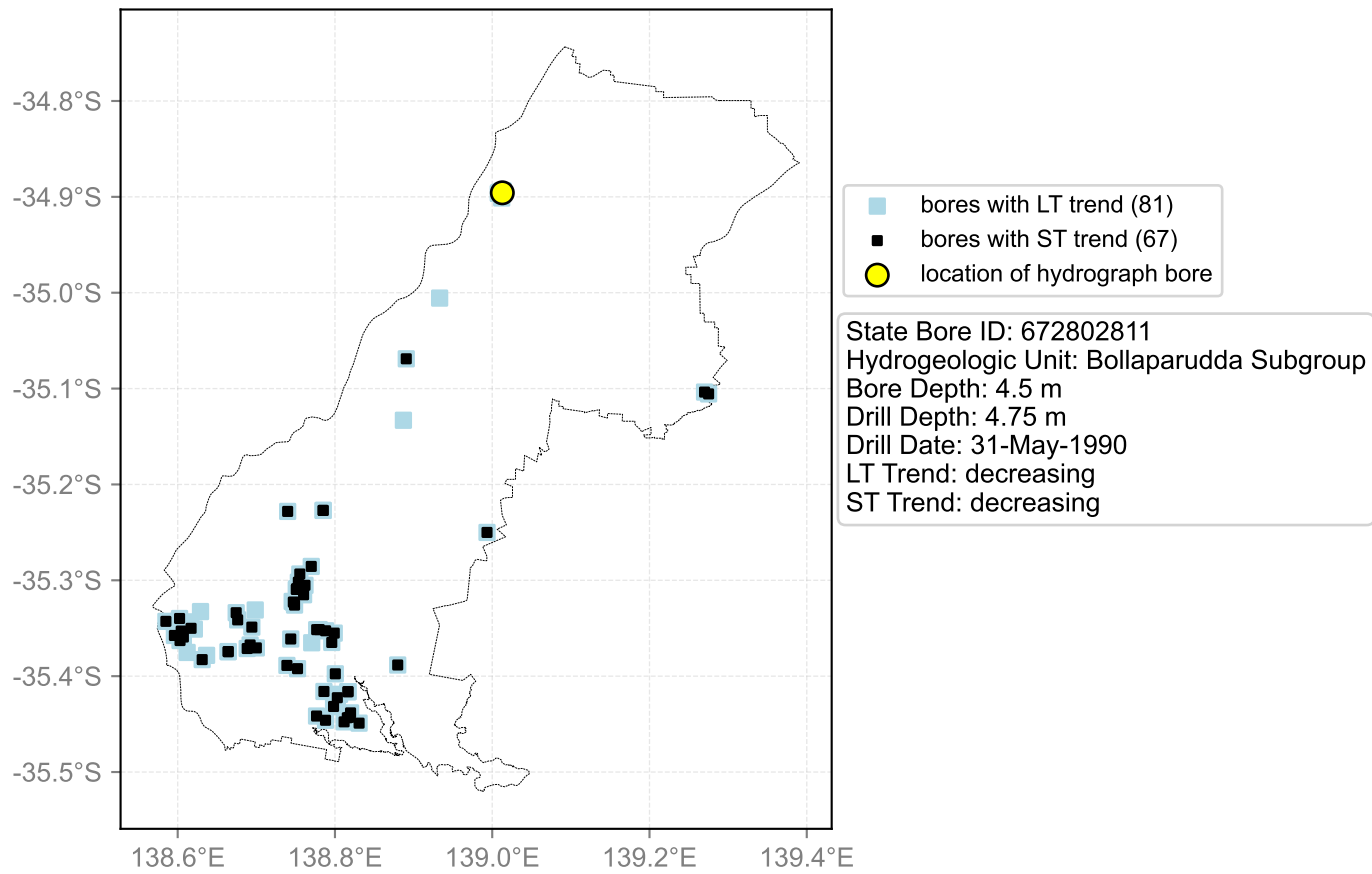 -34.8°S
-34.9°S
-35.0°S
-35.1°S
-35.2°S
-35.3°S
-35.4°S
-35.5°S
138.6°E
138.8°E
139.0°E
139.2°E
139.4°E
bores with LT trend (81)
bores with ST trend (67)
location of hydrograph bore
State Bore ID: 672802811
Hydrogeologic Unit: Bollaparudda Subgroup
Bore Depth: 4.5 m
Drill Depth: 4.75 m
Drill Date: 31-May-1990
LT Trend: decreasing
ST Trend: decreasing